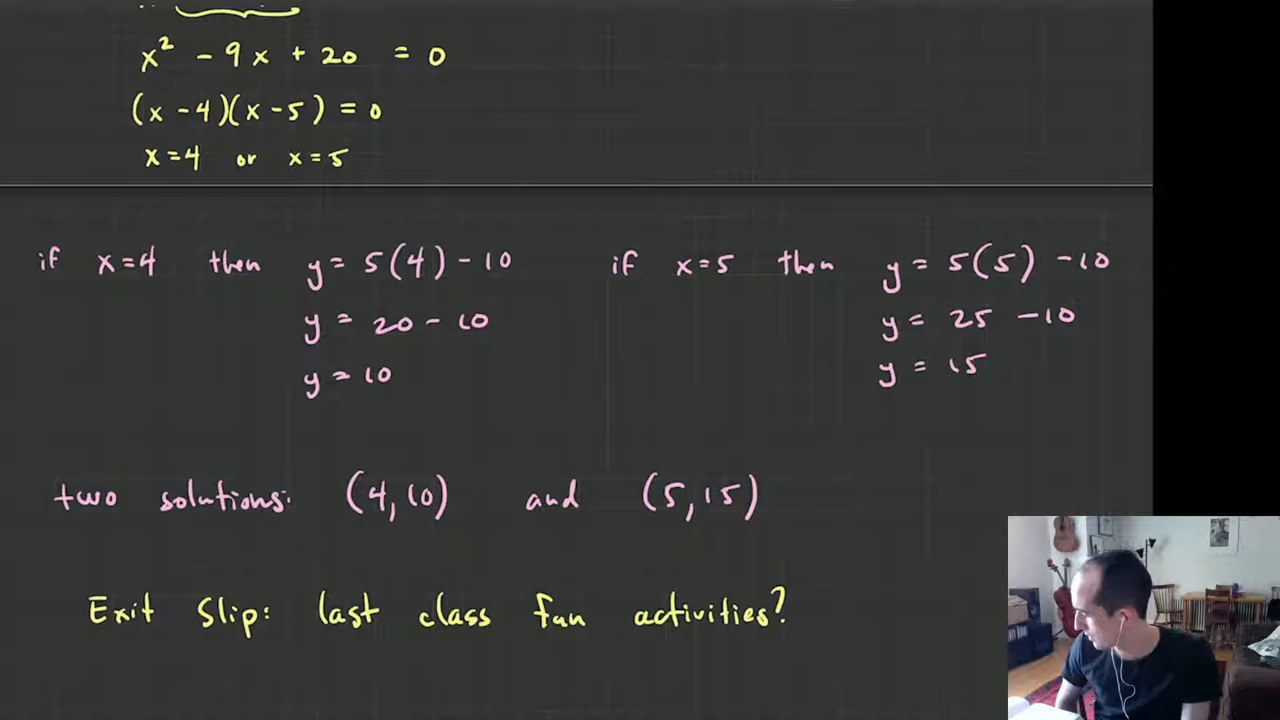 x² - 9x + 20 = 0
(x - 4)(x - 5) = 0
x = 4 or x = 5
if x = 4 then y = 5(4) - 10
y = 20 - 10
y = 10
if x = 5 then y = 5(5) - 10
y = 25 - 10
y = 15
two solutions: (4, 10) and (5, 15)
Exit Slip: last class fun activities?